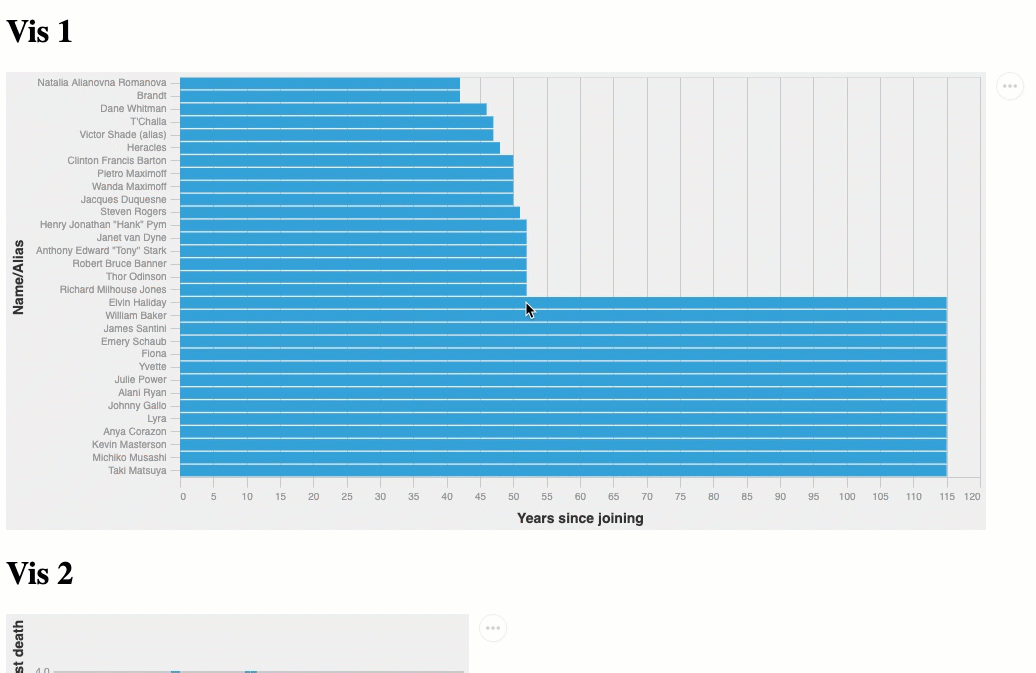 Vis 1
Natalia Alianovna Romanova
Brandt
Dane Whitman
T'Challa
Victor Shade (alias)
Heracles
Clinton Francis Barton
Pietro Maximoff
Wanda Maximoff
Jacques Duquesne
Steven Rogers
Henry Jonathan "Hank" Pym
Janet van Dyne
Anthony Edward "Tony" Stark
Robert Bruce Banner
Thor Odinson
Richard Milhouse Jones
Elvin Haliday
William Baker
James Santini
Emery Schaub
Fiona
Yvette
Julie Power
Alani Ryan
Johnny Gallo
Lyra
Anya Corazon
Kevin Masterson
Michiko Musashi
Taki Matsuya
Name/Alias
0 5 10 15 20 25 30 35 40 45 50 55 60 65 70 75 80 85 90 95 100 105 110 115 120
Years since joining
Vis 2
st death
4.0